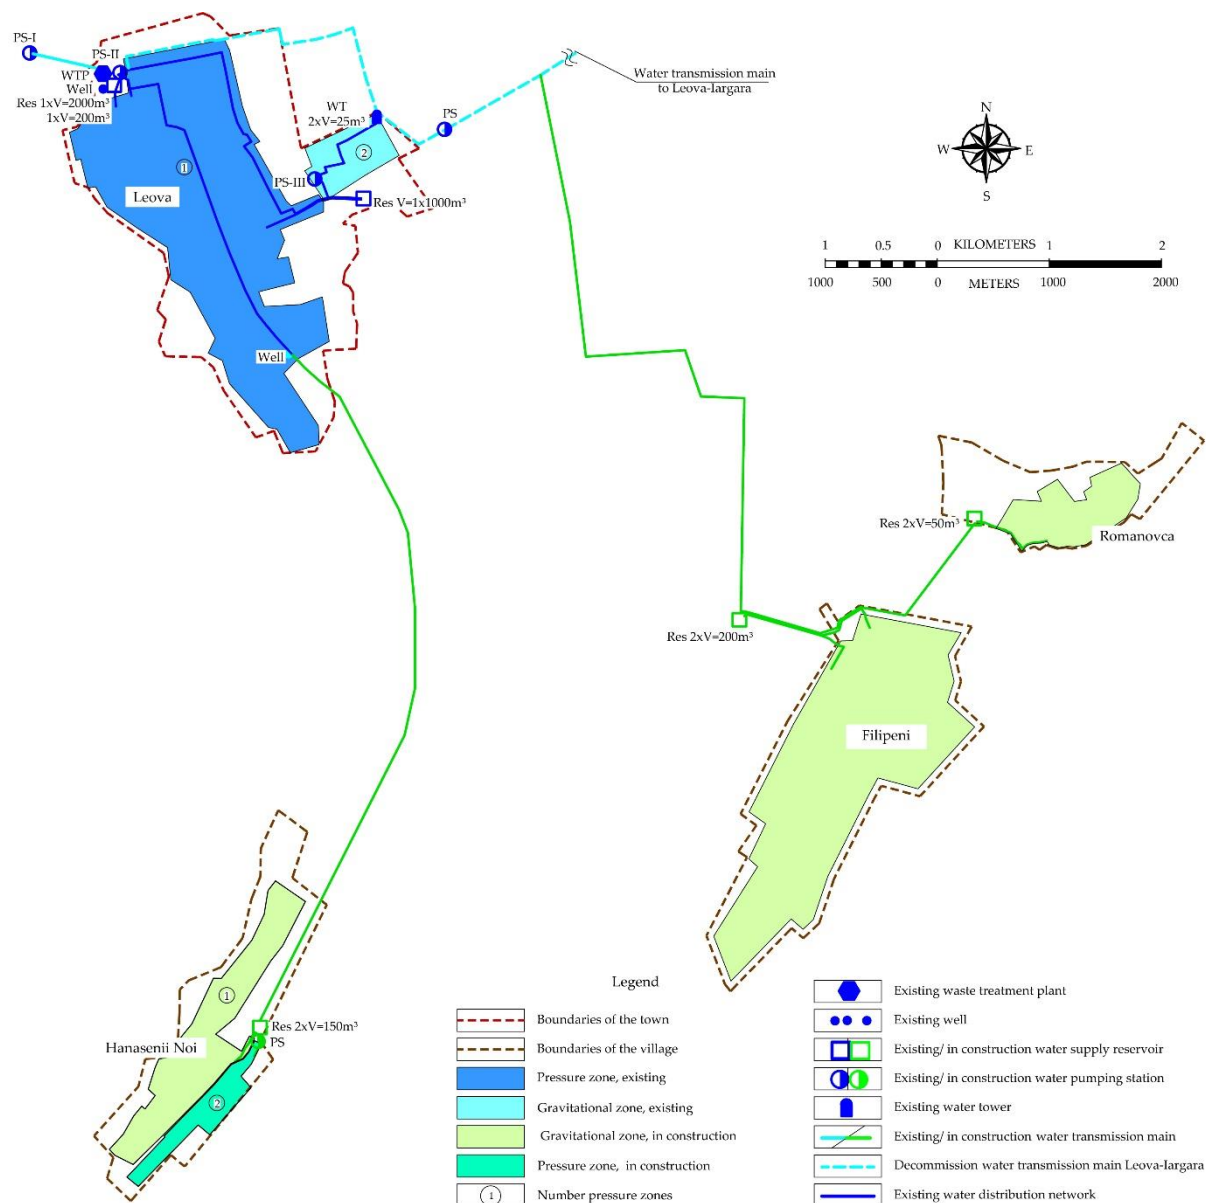 PS-I
PS-II
WTP
Well
Res 1xV=2000m³
1xV=200m³
WT
2xV=25m³
PS
Water transmission main
to Leova-Iargara
2
1
PS-III
Leova
Res V=1x1000m³
N
W
E
S
1 0.5 0 KILOMETERS 1 2
1000 500 0 METERS 1000 2000
Well
Res 2xV=50m³
Romanovca
Res 2xV=200m³
Filipeni
1
Res 2xV=150m³
PS
Hanasenii Noi
2
Legend
Boundaries of the town
Boundaries of the village
Pressure zone, existing
Gravitational zone, existing
Gravitational zone, in construction
Pressure zone, in construction
1
Number pressure zones
Existing waste treatment plant
Existing well
Existing/ in construction water supply reservoir
Existing/ in construction water pumping station
Existing water tower
Existing/ in construction water transmission main
Decommission water transmission main Leova-Iargara
Existing water distribution network